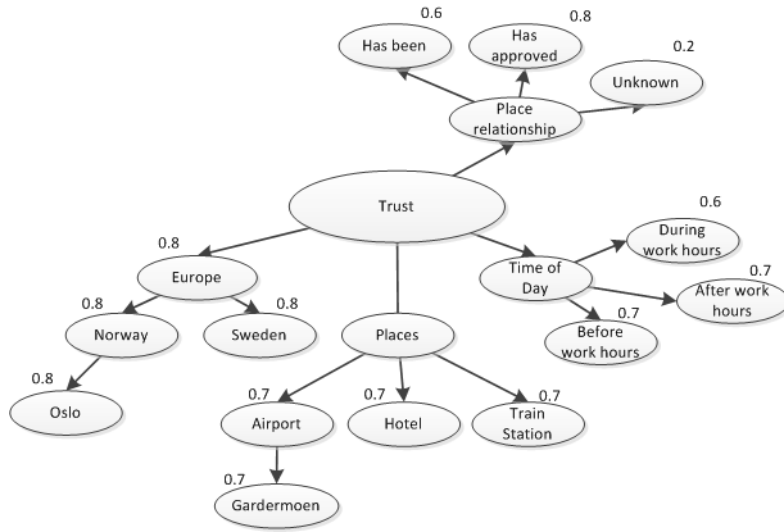 0.6
0.8
Has been
Has
approved
0.2
Unknown
Place
relationship
Trust
0.6
During
work hours
0.8
Europe
Time of
Day
0.7
After work
hours
0.8
Norway
0.8
Sweden
Places
0.7
Before
work hours
0.8
Oslo
0.7
Airport
0.7
Hotel
0.7
Train
Station
0.7
Gardermoen